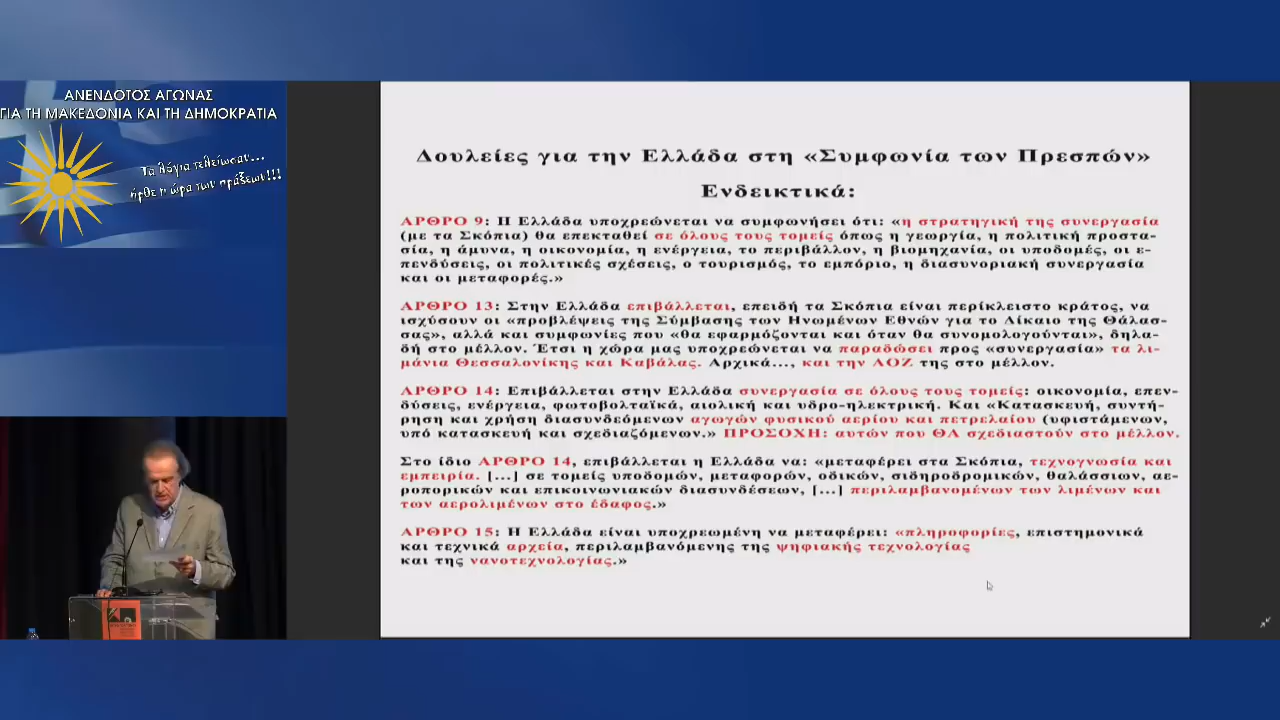 ΑΝΕΝΔΟΤΟΣ ΑΓΩΝΑΣ
ΓΙΑ ΤΗ ΜΑΚΕΔΟΝΙΑ ΚΑΙ ΤΗ ΔΗΜΟΚΡΑΤΙΑ
Τα λόγια τελείωσαν...
ήρθε η ώρα των πράξεων!!!
Δουλείες για την Ελλάδα στη «Συμφωνία των Πρεσπών»
Ενδεικτικά:
ΑΡΘΡΟ 9: Η Ελλάδα υποχρεώνεται να συμφωνήσει ότι: «η στρατηγική της συνεργασία
(με τα Σκόπια) θα επεκταθεί σε όλους τους τομείς όπως η γεωργία, η πολιτική προστα-
σία, η άμυνα, η οικονομία, η ενέργεια, το περιβάλλον, η βιομηχανία, οι υποδομές, οι ε-
πενδύσεις, οι πολιτικές σχέσεις, ο τουρισμός, το εμπόριο, η διασυνοριακή συνεργασία
και οι μεταφορές.»
ΑΡΘΡΟ 13: Στην Ελλάδα επιβάλλεται, επειδή τα Σκόπια είναι περίκλειστο κράτος, να
ισχύσουν οι «προβλέψεις της Σύμβασης των Ηνωμένων Εθνών για το Δίκαιο της Θάλασ-
σας», αλλά και συμφωνίες που «θα εφαρμόζονται και όταν θα συνομολογούνται», δηλα-
δή στο μέλλον. Έτσι η χώρα μας υποχρεώνεται να παραδώσει προς «συνεργασία» τα λι-
μάνια Θεσσαλονίκης και Καβάλας. Αρχικά..., και την ΑΟΖ της στο μέλλον.
ΑΡΘΡΟ 14: Επιβάλλεται στην Ελλάδα συνεργασία σε όλους τους τομείς: οικονομία, επεν-
δύσεις, ενέργεια, φωτοβολταϊκά, αιολική και υδρο-ηλεκτρική. Και «Κατασκευή, συντή-
ρηση και χρήση διασυνδεόμενων αγωγών φυσικού αερίου και πετρελαίου (υφιστάμενων,
υπό κατασκευή και σχεδιαζόμενων.» ΠΡΟΣΟΧΗ: αυτών που ΘΑ σχεδιαστούν στο μέλλον.
Στο ίδιο ΑΡΘΡΟ 14, επιβάλλεται η Ελλάδα να: «μεταφέρει στα Σκόπια, τεχνογνωσία και
εμπειρία. [...] σε τομείς υποδομών, μεταφορών, οδικών, σιδηροδρομικών, θαλάσσιων, αε-
ροπορικών και επικοινωνιακών διασυνδέσεων, [...] περιλαμβανομένων των λιμένων και
των αερολιμένων στο έδαφος.»
ΑΡΘΡΟ 15: Η Ελλάδα είναι υποχρεωμένη να μεταφέρει: «πληροφορίες, επιστημονικά
και τεχνικά αρχεία, περιλαμβανόμενης της ψηφιακής τεχνολογίας
και της νανοτεχνολογίας.»